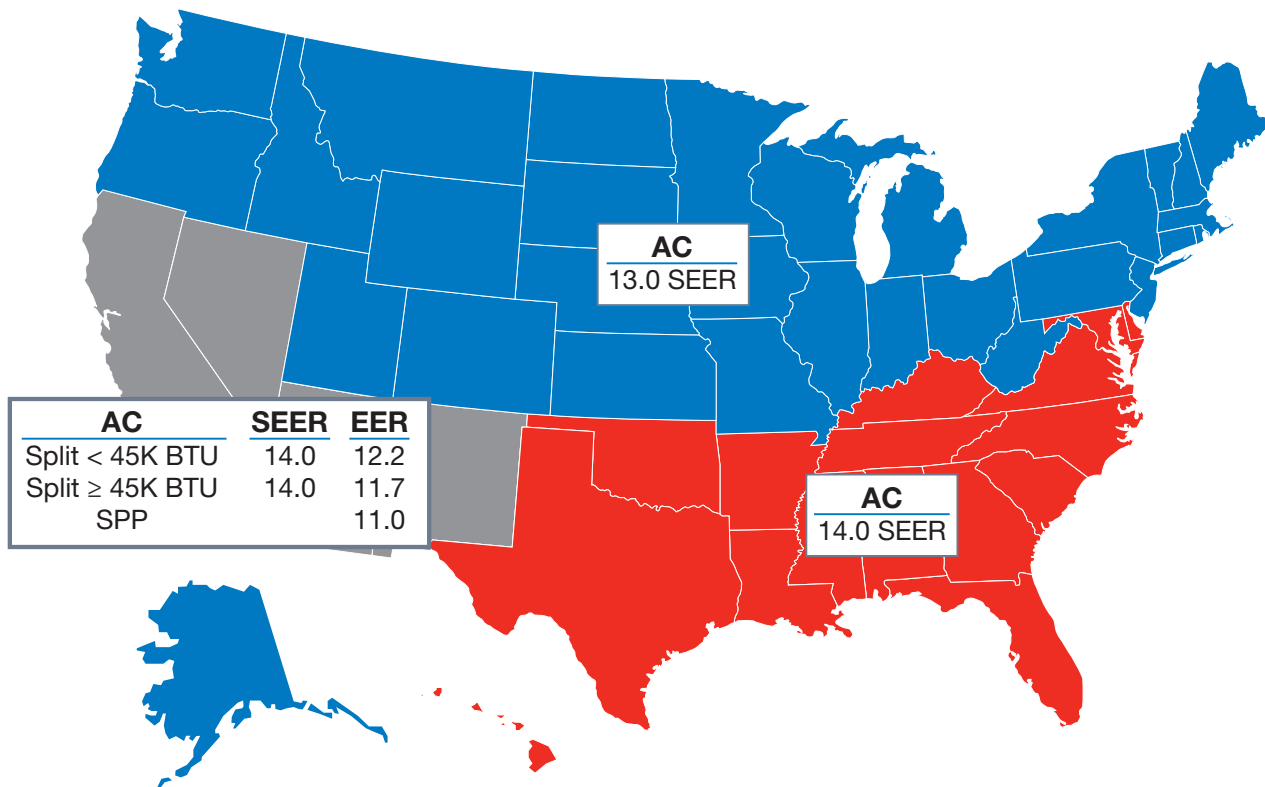 AC
13.0 SEER
AC SEER EER
Split < 45K BTU 14.0 12.2
Split ≥ 45K BTU 14.0 11.7
SPP 11.0
AC
14.0 SEER